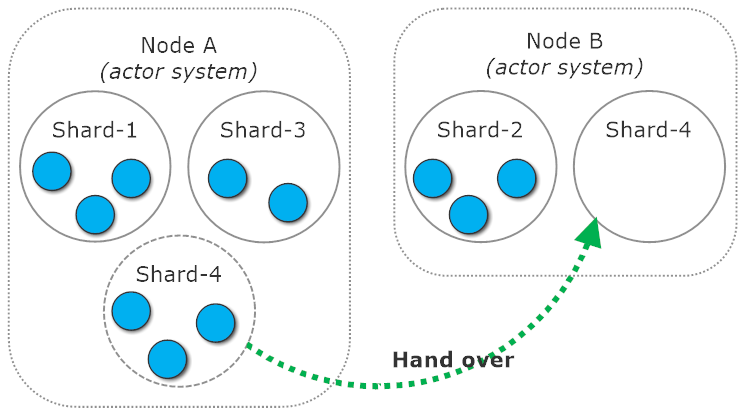 Node A
(actor system)
Shard-1
Shard-3
Shard-4
Node B
(actor system)
Shard-2
Shard-4
Hand over